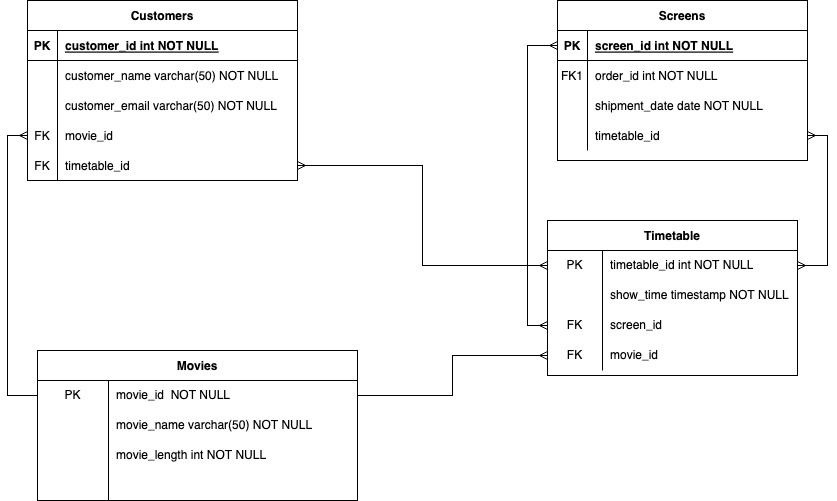 Customers
PK customer_id int NOT NULL
customer_name varchar(50) NOT NULL
customer_email varchar(50) NOT NULL
FK movie_id
FK timetable_id
Screens
PK screen_id int NOT NULL
FK1 order_id int NOT NULL
shipment_date date NOT NULL
timetable_id
Timetable
PK timetable_id int NOT NULL
show_time timestamp NOT NULL
FK screen_id
FK movie_id
Movies
PK movie_id  NOT NULL
movie_name varchar(50) NOT NULL
movie_length int NOT NULL